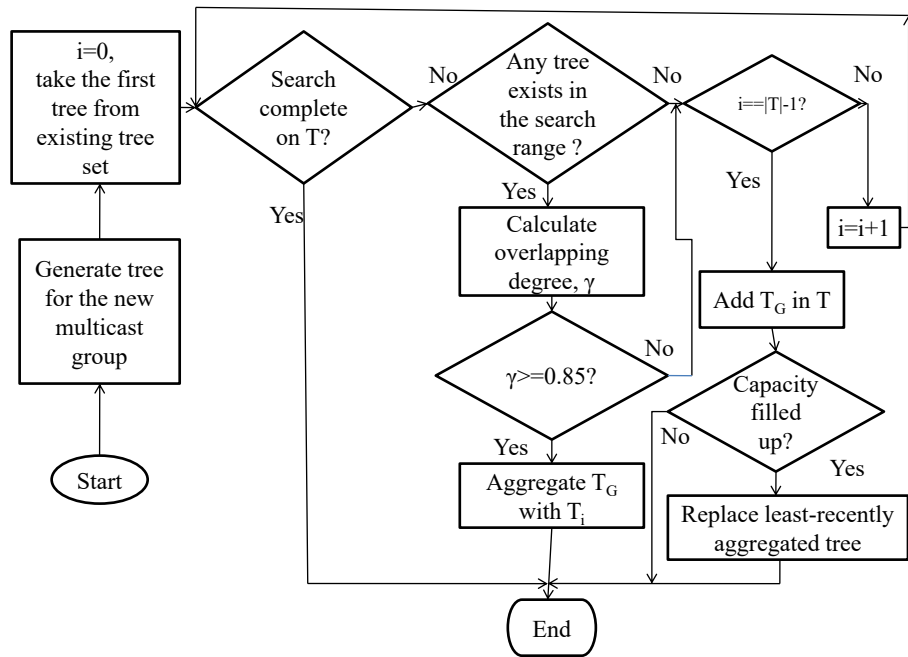 i=0,
take the first
tree from
existing tree
set
Generate tree
for the new
multicast
group
Start
Search
complete
on T?
No
Yes
Any tree
exists in
the search
range ?
No
Yes
Calculate
overlapping
degree, γ
γ>=0.85?
No
Yes
Aggregate T_G
with T_i
i==|T|-1?
No
Yes
i=i+1
Add T_G in T
Capacity
filled
up?
No
Yes
Replace least-recently
aggregated tree
End